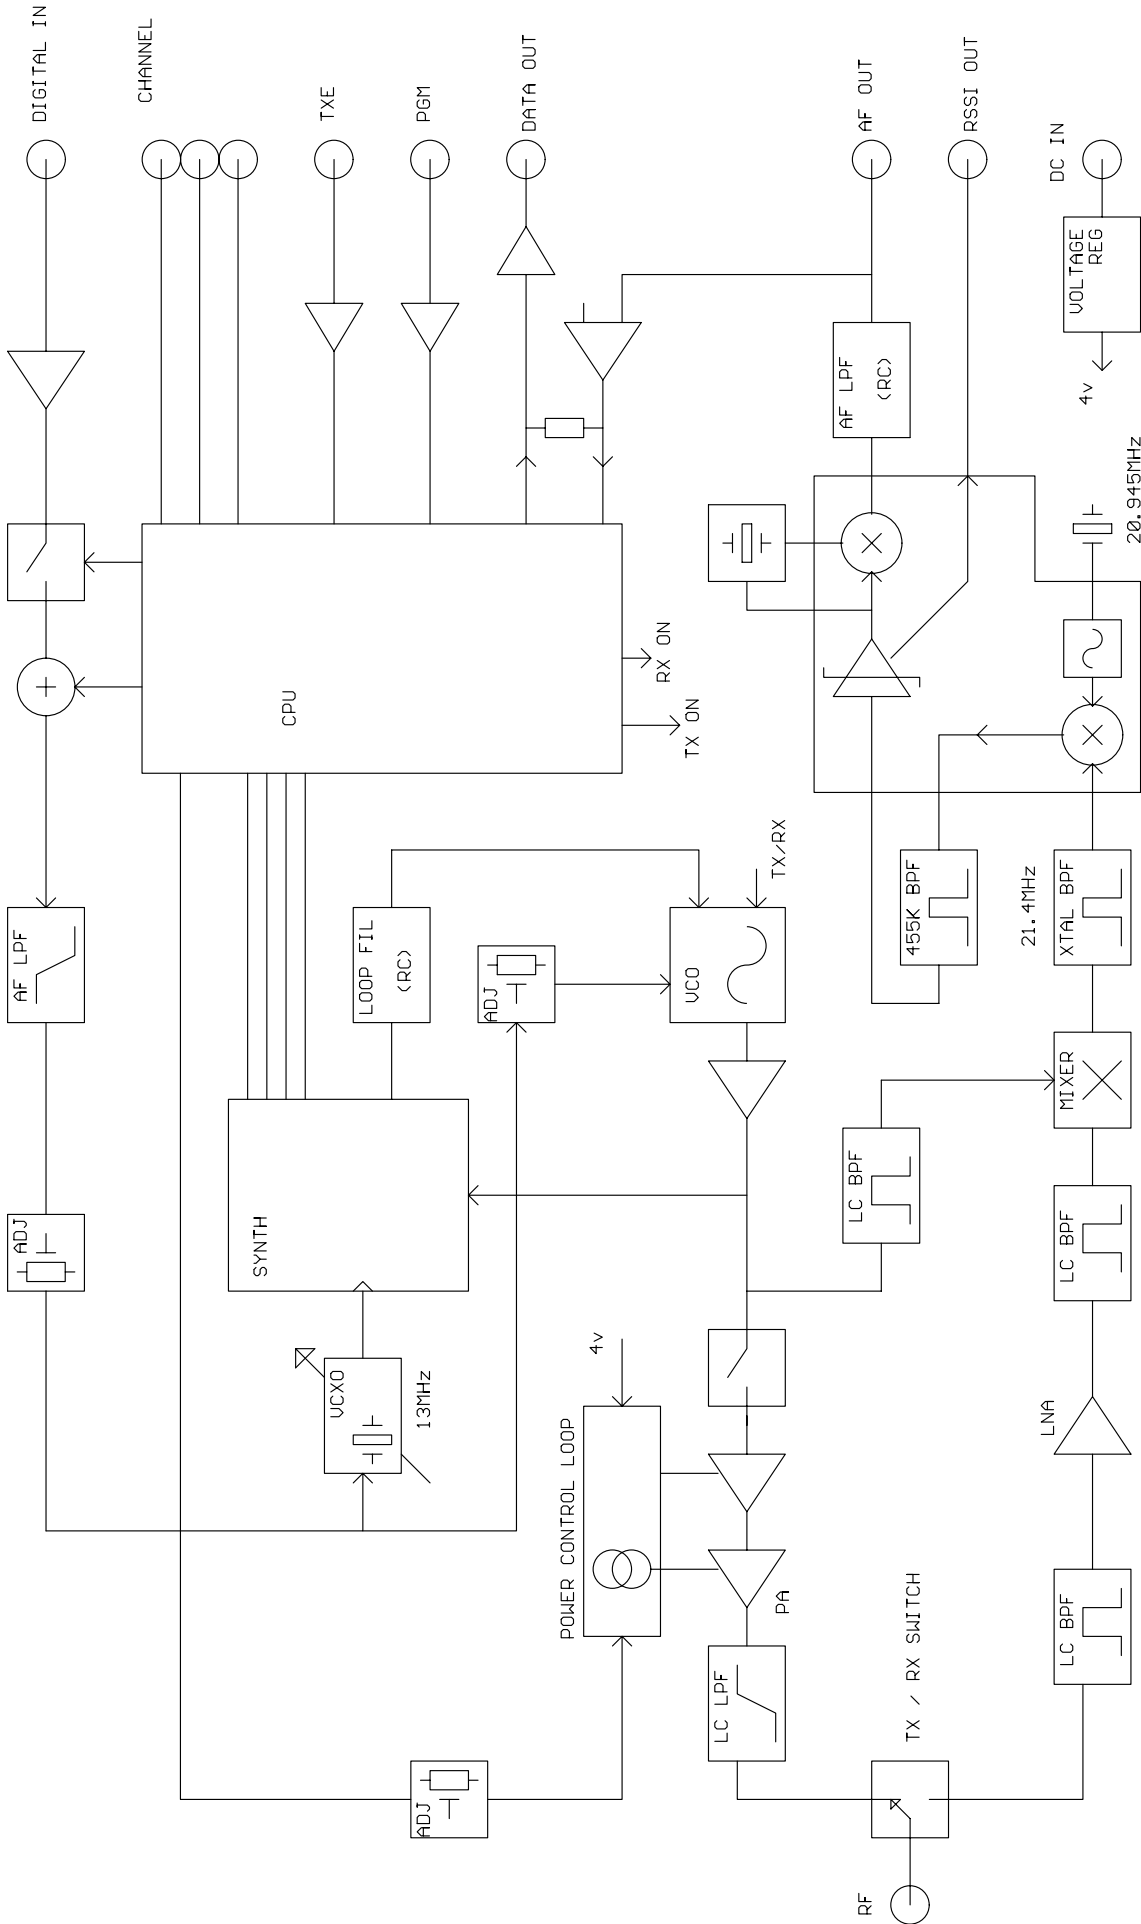 DIGITAL IN
CHANNEL
TXE
PGM
DATA OUT
AF OUT
RSSI OUT
DC IN
VOLTAGE
REG
4v
AF LPF
(RC)
20.945MHz
CPU
RX ON
TX ON
AF LPF
LOOP FIL
(RC)
ADJ
VCO
TX/RX
455K BPF
21.4MHz
XTAL BPF
MIXER
ADJ
SYNTH
LC BPF
LC BPF
VCXO
13MHz
4v
POWER CONTROL LOOP
LNA
PA
LC LPF
TX / RX SWITCH
LC BPF
ADJ
RF